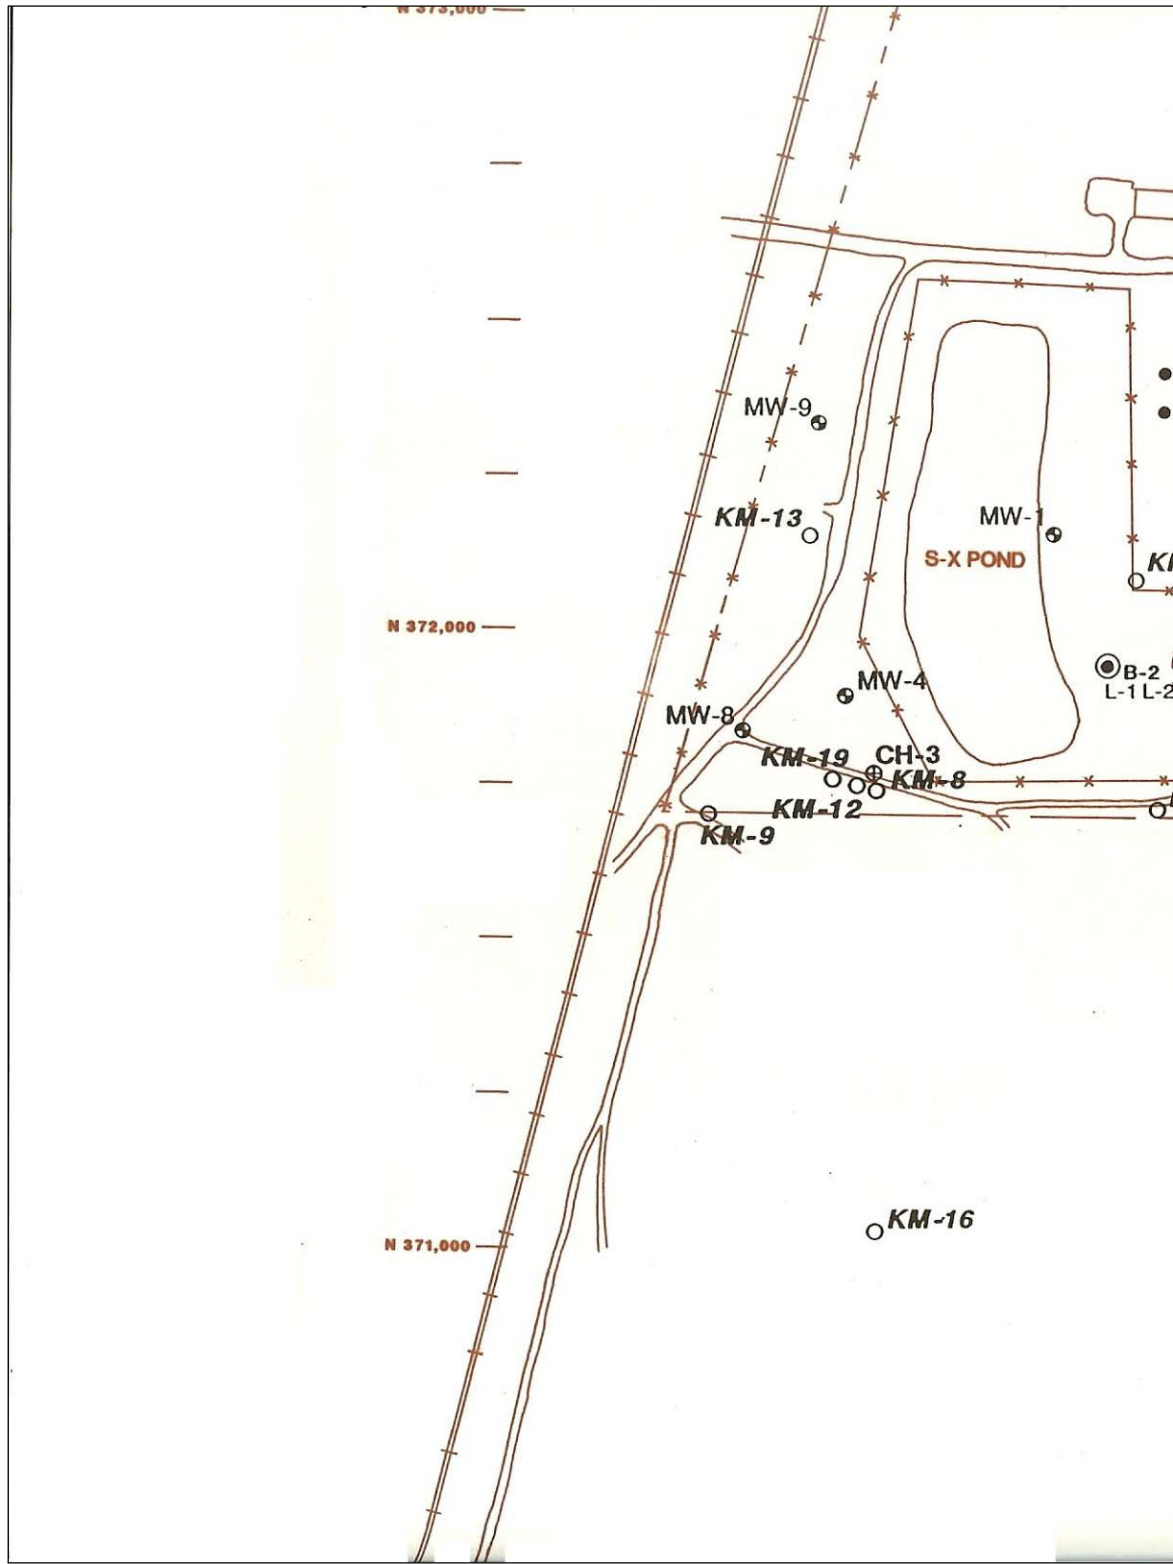 N 373,000
MW-9
KM-13
MW-1
S-X POND
N 372,000
B-2
L-1 L-2
MW-4
MW-8
KM-19
CH-3
KM-8
KM-12
KM-9
KM-16
N 371,000